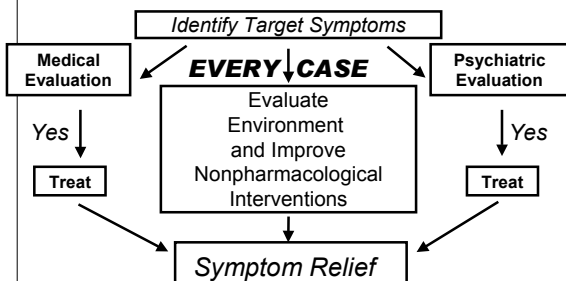 Identify Target Symptoms
Medical
Evaluation
EVERY CASE
Psychiatric
Evaluation
Evaluate
Environment
and Improve
Nonpharmacological
Interventions
Yes
Yes
Treat
Treat
Symptom Relief